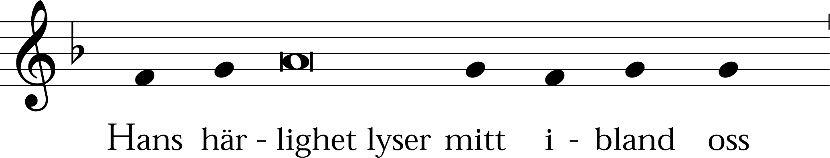 Hans här - lighet lyser mitt i - bland oss